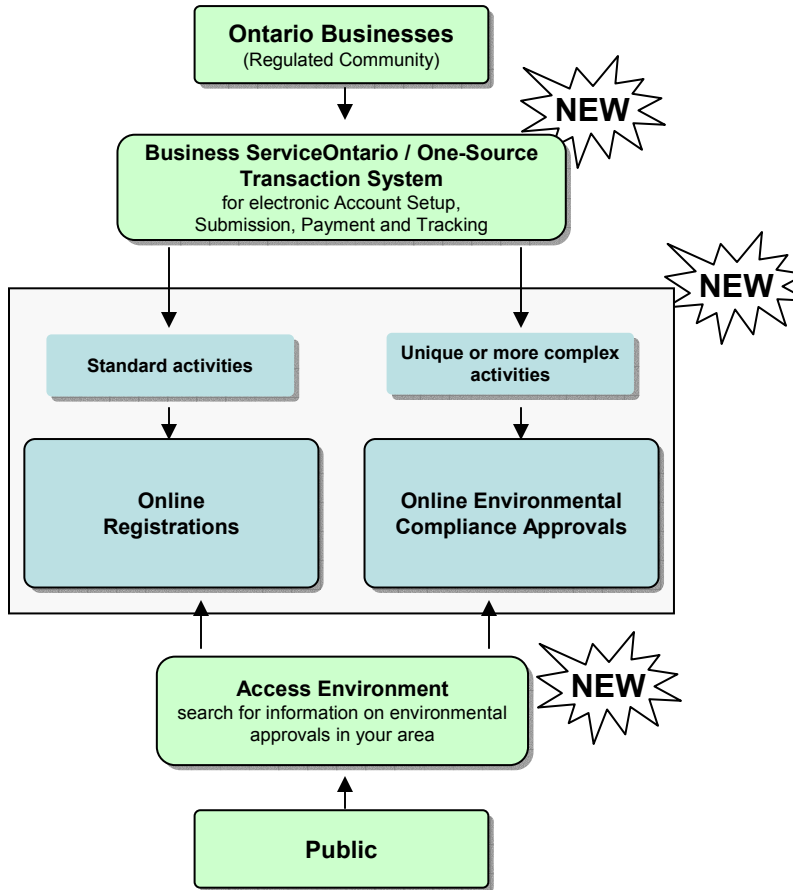 Ontario Businesses
(Regulated Community)
NEW
Business ServiceOntario / One-Source
Transaction System
for electronic Account Setup,
Submission, Payment and Tracking
NEW
Standard activities
Unique or more complex
activities
Online
Registrations
Online Environmental
Compliance Approvals
Access Environment
search for information on environmental
approvals in your area
NEW
Public